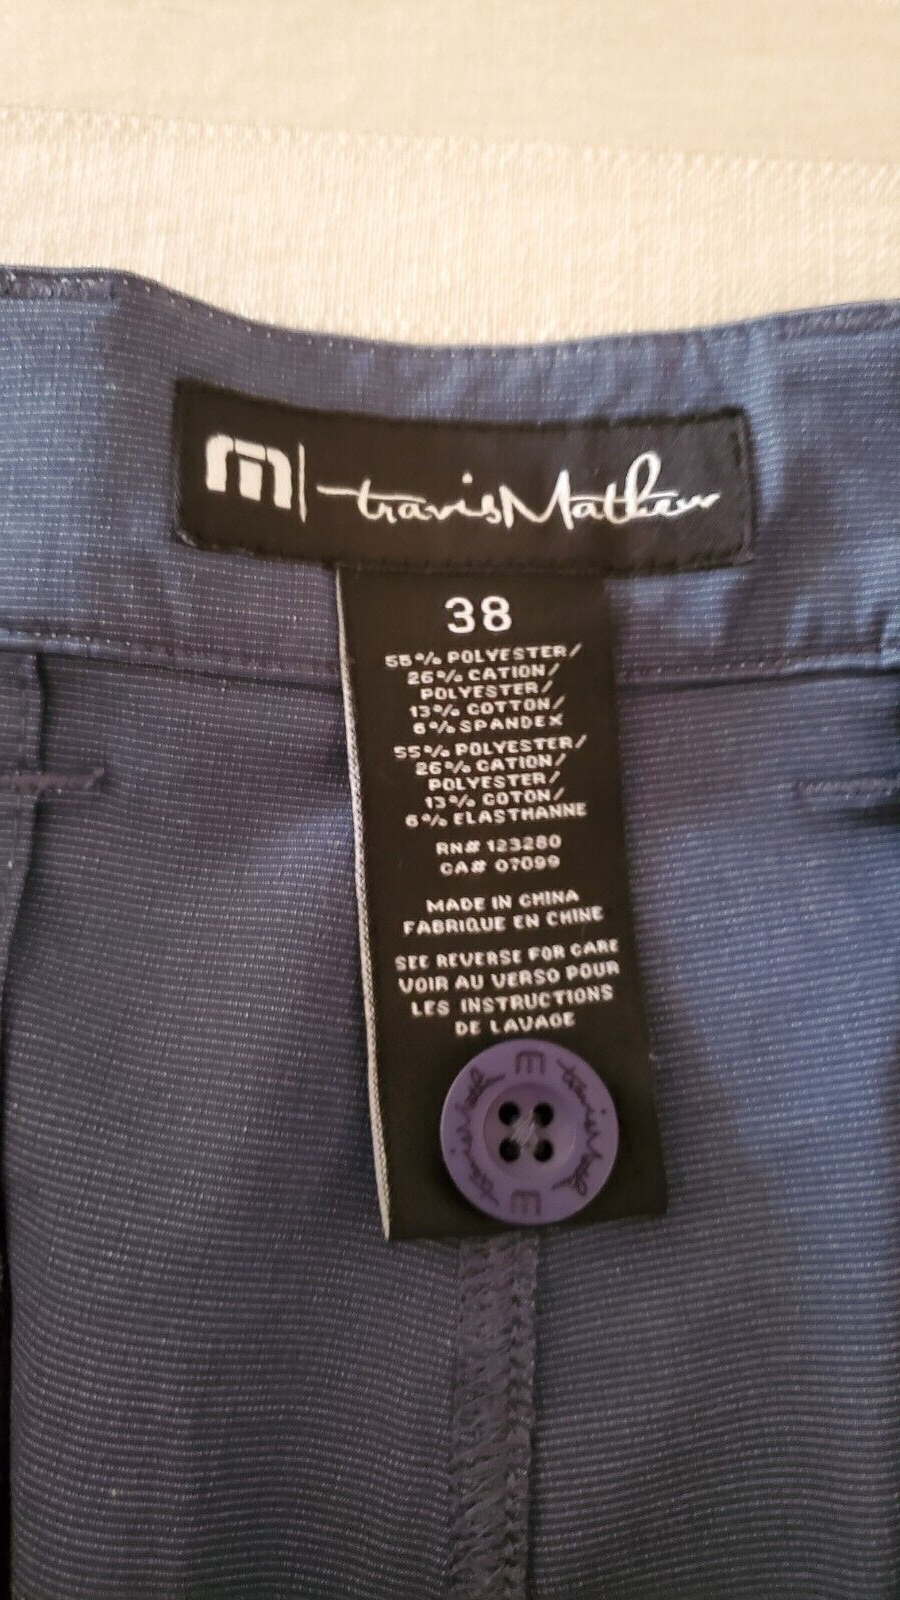 m| travisMathew
38
55% POLYESTER/
26% CATION/
POLYESTER/
13% COTTON/
6% SPANDEX
55% POLYESTER/
26% CATION/
POLYESTER/
13% COTON/
6% ELASTHANNE
RN# 123280
CA# 07099
MADE IN CHINA
FABRIQUE EN CHINE
SEE REVERSE FOR CARE
VOIR AU VERSO POUR
LES INSTRUCTIONS
DE LAVAGE